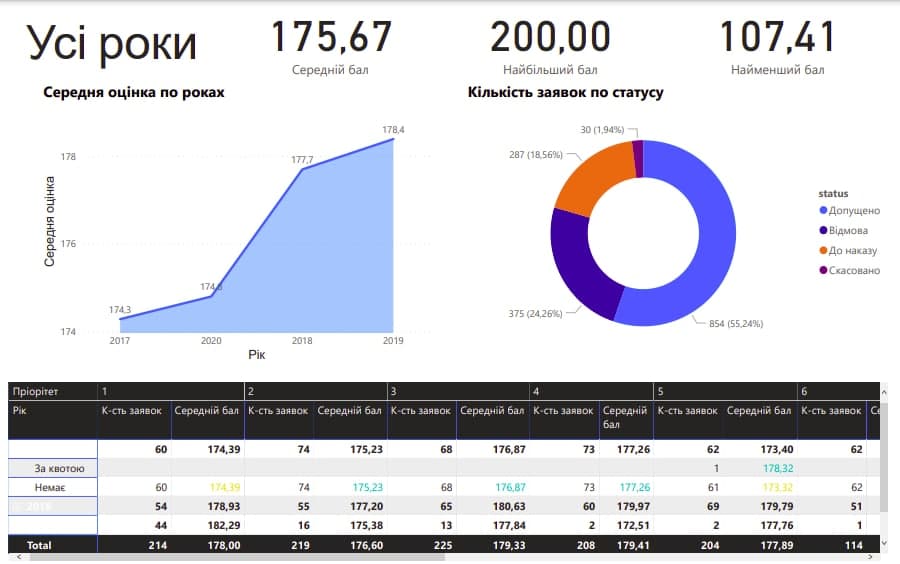 Усі роки
175,67
Середній бал
200,00
Найбільший бал
107,41
Найменший бал
Середня оцінка по роках
178,4
178
177,7
176
174,8
174,3
174
Середня оцінка
2017 2020 2018 2019
Рік
Кількість заявок по статусу
30 (1,94%)
287 (18,56%)
375 (24,26%)
854 (55,24%)
status
Допущено
Відмова
До наказу
Скасовано
Пріоритет 1 2 3 4 5 6
Рік К-сть заявок Середній бал К-сть заявок Середній бал К-сть заявок Середній бал К-сть заявок Середній бал К-сть заявок Середній бал К-сть заявок Се
60 174,39 74 175,23 68 176,87 73 177,26 62 173,40 62
За квотою 1 178,32
Немає 60 174,39 74 175,23 68 176,87 73 177,26 61 173,32 62
54 178,93 55 177,20 65 180,63 60 179,97 69 179,79 51
44 182,29 16 175,38 13 177,84 2 172,51 2 177,76 1
Total 214 178,00 219 176,60 225 179,33 208 179,41 204 177,89 114